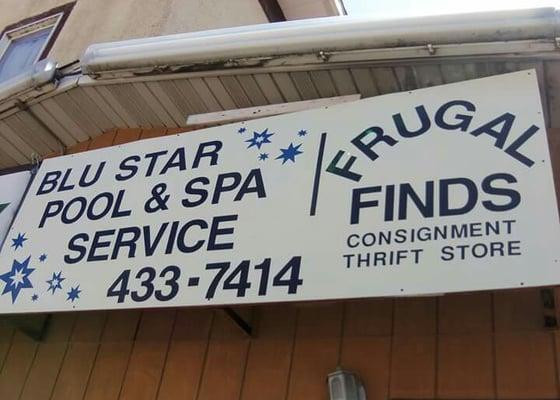 BLU STAR
POOL & SPA
SERVICE
433-7414
FRUGAL
FINDS
CONSIGNMENT
THRIFT STORE